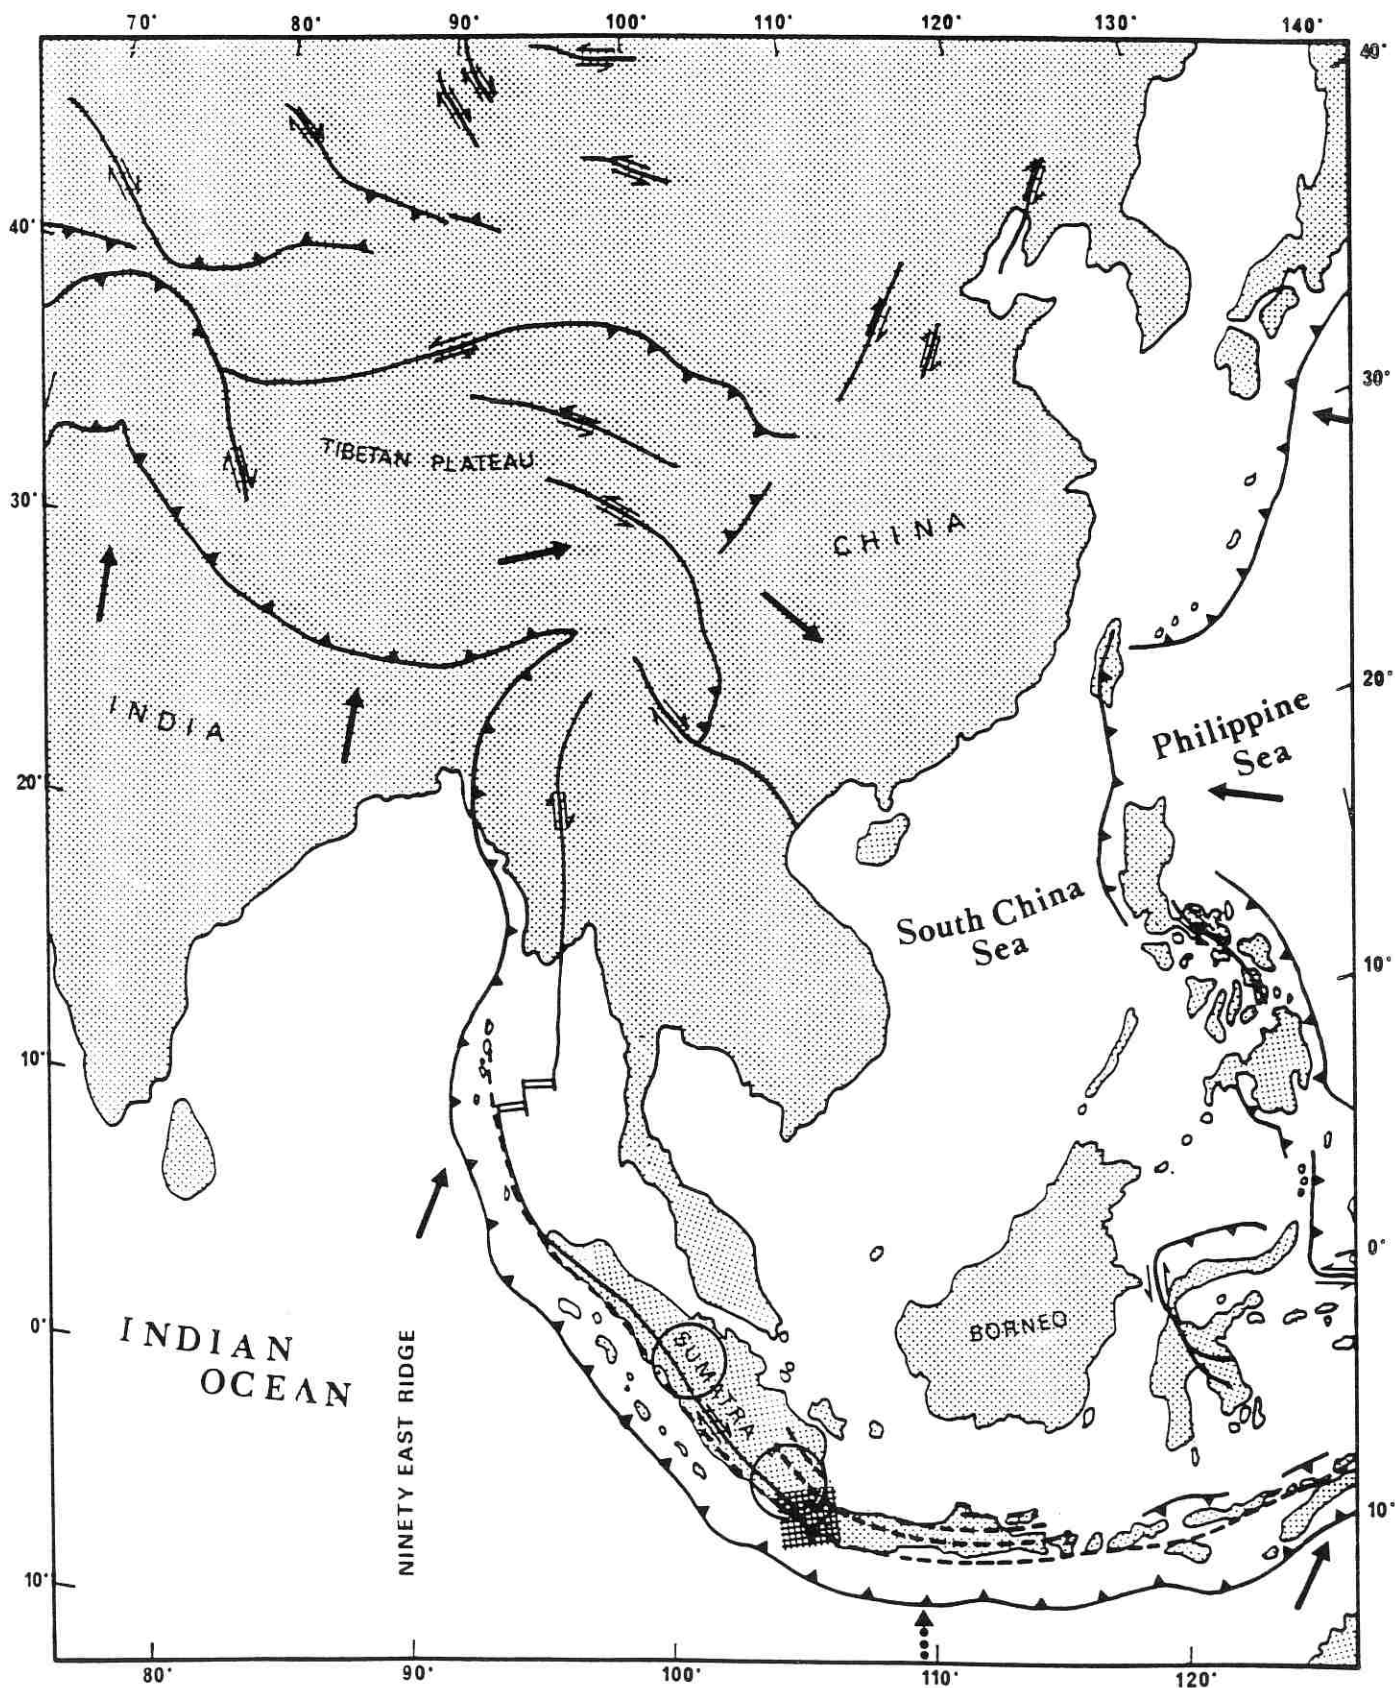 70° 80° 90° 100° 110° 120° 130° 140°
40°
40°
30°
TIBETAN PLATEAU
30°
CHINA
20°
INDIA
Philippine
Sea
20°
South China
Sea
10°
10°
0°
0°
INDIAN
OCEAN
NINETY EAST RIDGE
SUMATRA
BORNEO
10°
10°
80° 90° 100° 110° 120°